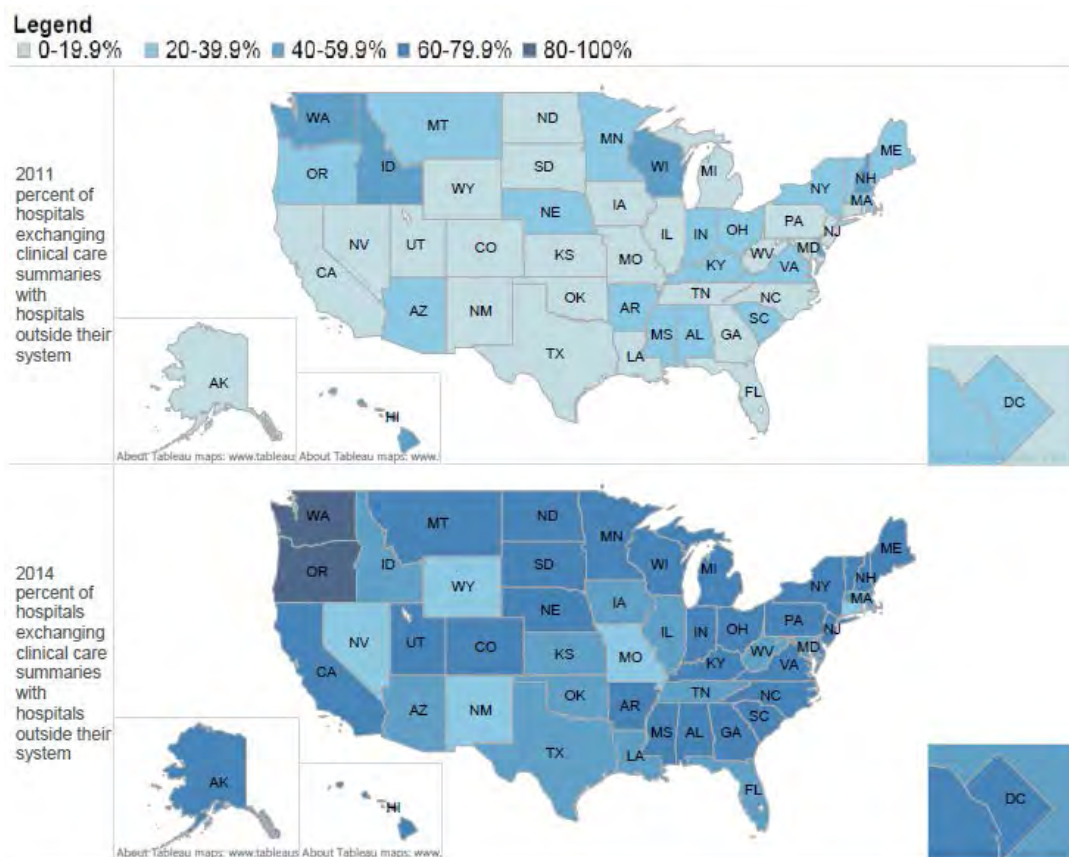 Legend
0-19.9% 20-39.9% 40-59.9% 60-79.9% 80-100%
2011
percent of
hospitals
exchanging
clinical care
summaries
with
hospitals
outside their
system
WA
MT
ND
MN
ME
OR
ID
SD
WI
MI
NY
NH
WY
MA
NE
IA
PA
NJ
NV
UT
CO
IL
IN
OH
MD
CA
KS
MO
WV
VA
KY
AZ
NM
OK
AR
TN
NC
SC
MS
AL
GA
TX
LA
FL
AK
HI
DC
About Tableau maps: www.tableaus
About Tableau maps: www.
2014
percent of
hospitals
exchanging
clinical care
summaries
with
hospitals
outside their
system
WA
MT
ND
MN
ME
OR
ID
SD
WI
MI
NY
NH
WY
MA
NE
IA
PA
NJ
NV
UT
CO
IL
IN
OH
MD
CA
KS
MO
WV
VA
KY
AZ
NM
OK
AR
TN
NC
SC
MS
AL
GA
TX
LA
FL
AK
HI
DC
About Tableau maps: www.tableaus
About Tableau maps: www.